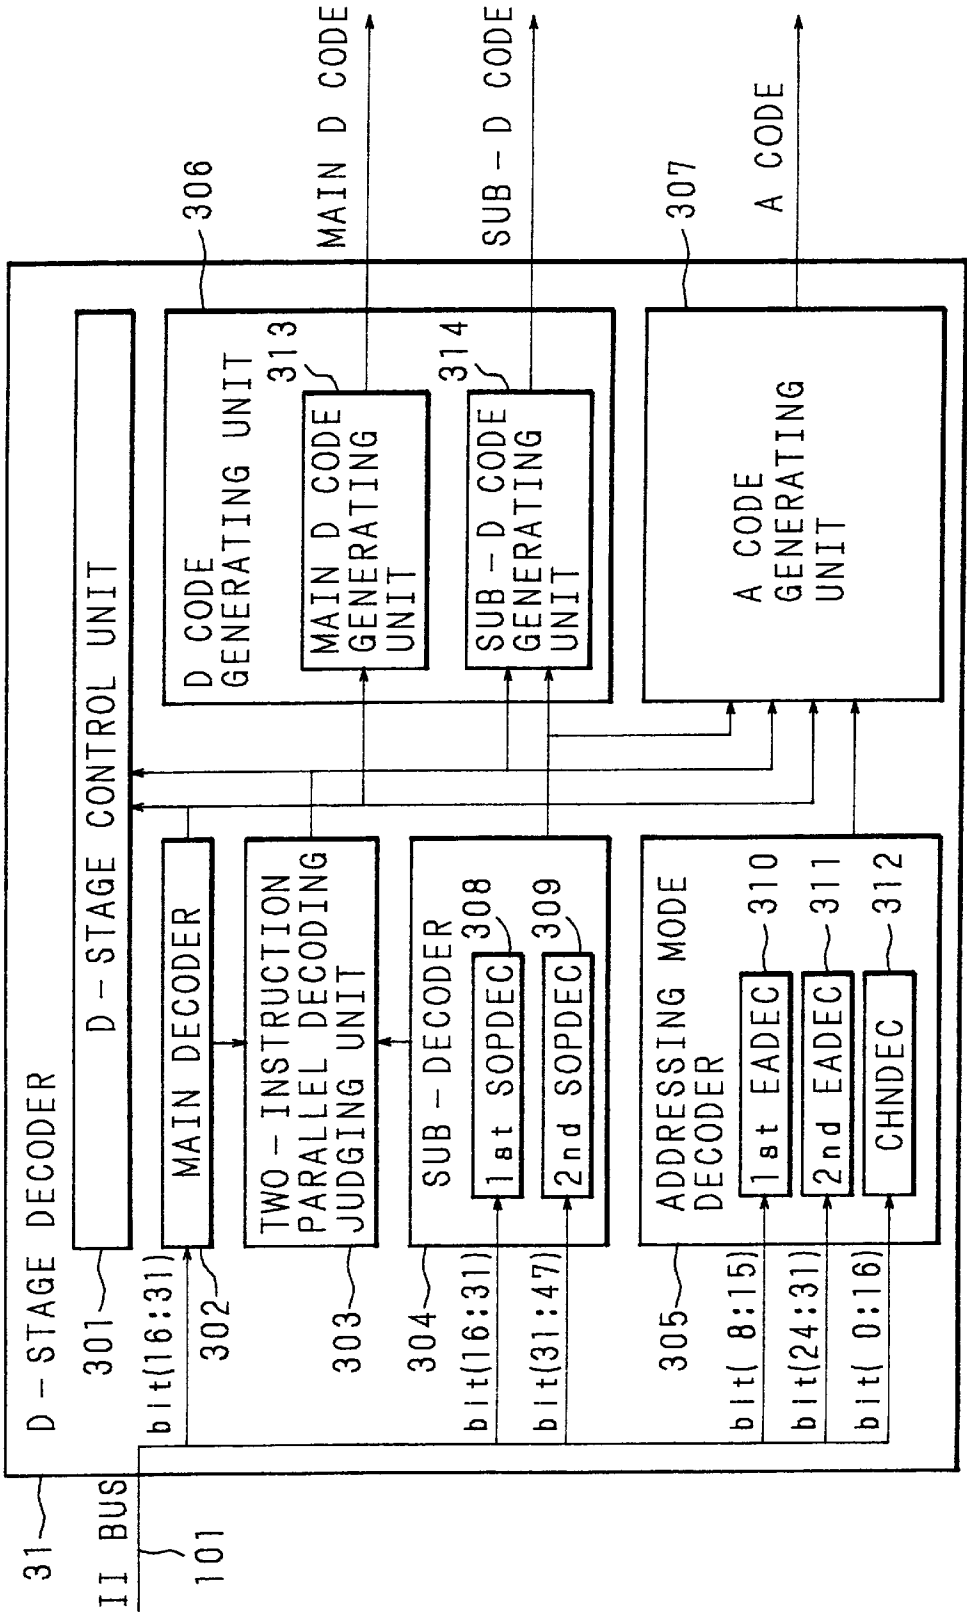 31
D-STAGE DECODER
II BUS
101
301
D-STAGE CONTROL UNIT
bit(16:31)
302
MAIN DECODER
303
TWO-INSTRUCTION
PARALLEL DECODING
JUDGING UNIT
304
SUB-DECODER
bit(16:31)
1st SOPDEC
308
bit(31:47)
2nd SOPDEC
309
305
ADDRESSING MODE
DECODER
bit( 8:15)
1st EADEC
310
bit(24:31)
2nd EADEC
311
bit( 0:16)
CHNDEC
312
306
D CODE
GENERATING UNIT
313
MAIN D CODE
GENERATING
UNIT
MAIN D CODE
314
SUB-D CODE
GENERATING
UNIT
SUB-D CODE
307
A CODE
GENERATING
UNIT
A CODE